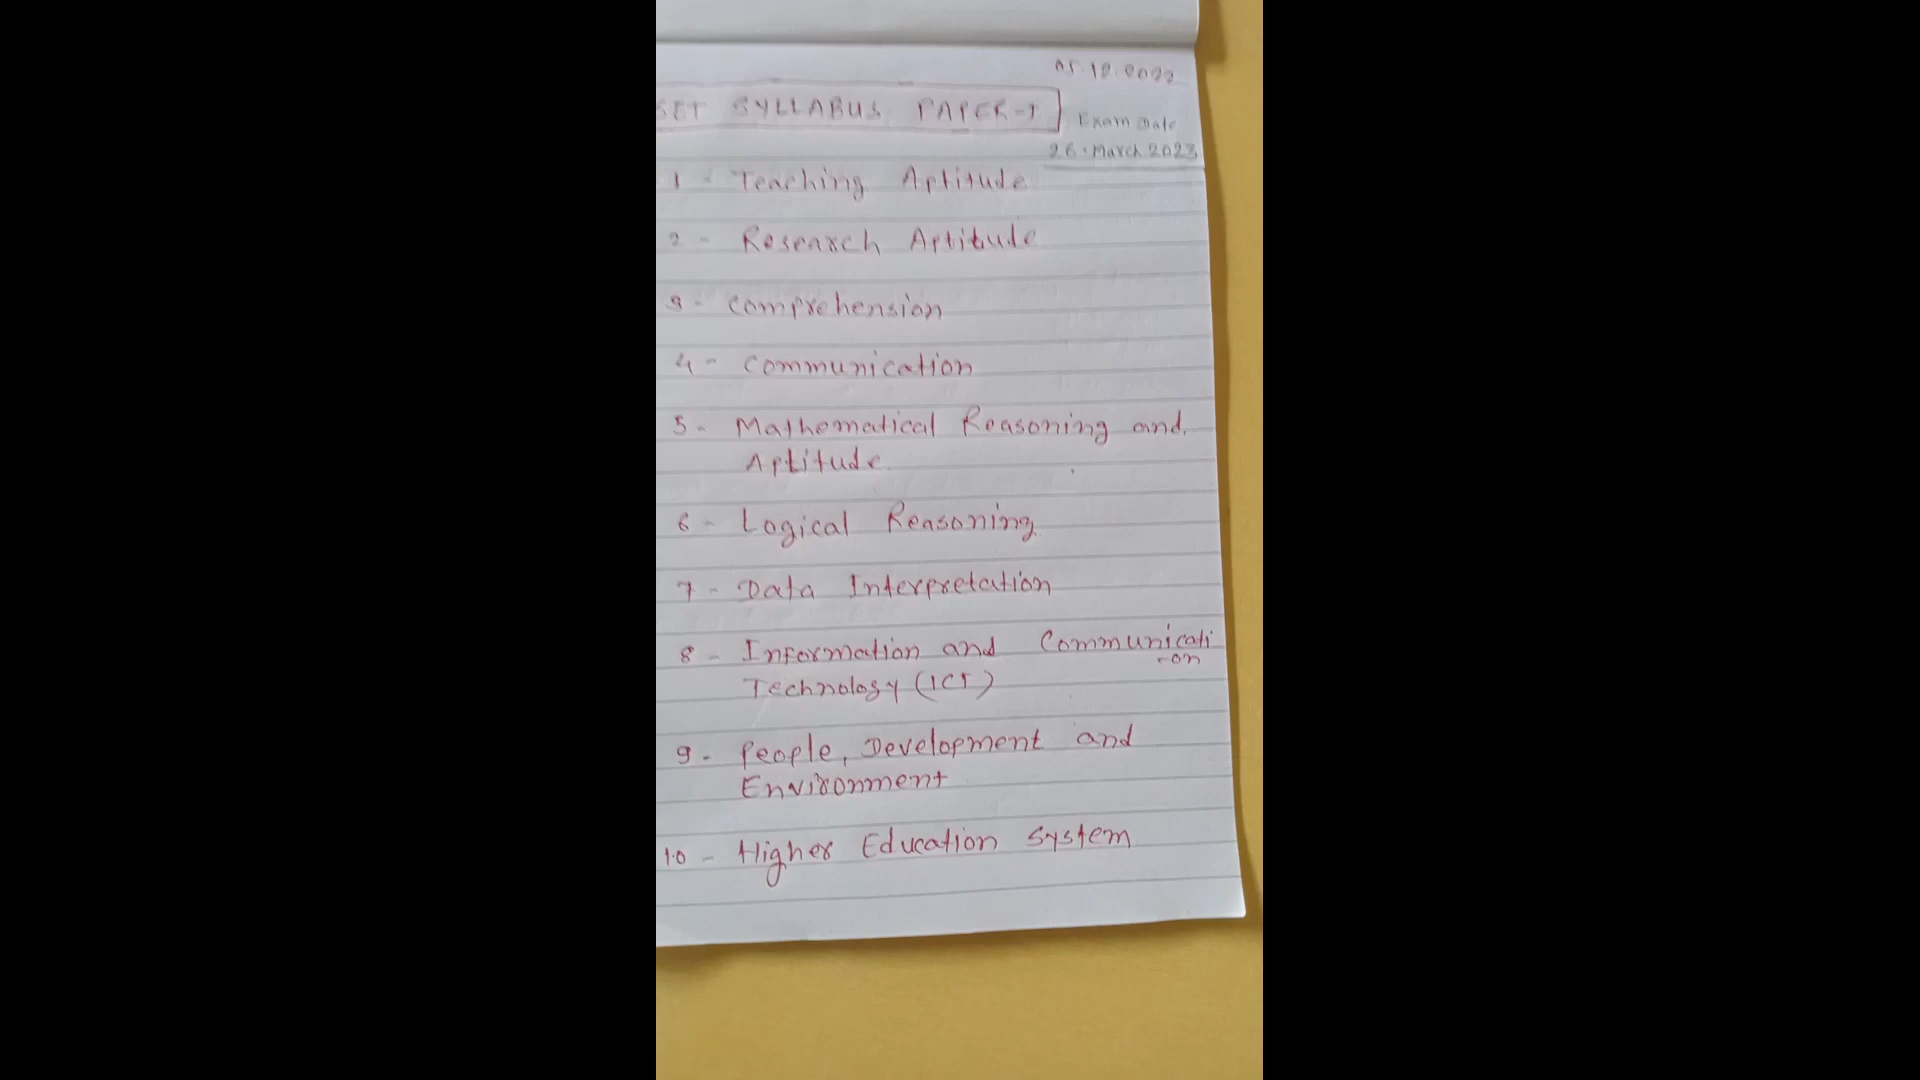 05.12.2022
SET SYLLABUS PAPER-1
Exam Date
26. March 2023
1 - Teaching Aptitude
2 - Research Aptitude
3 - Comprehension
4 - Communication
5 - Mathematical Reasoning and
Aptitude
6 - Logical Reasoning
7 - Data Interpretation
8 - Information and Communicati
-on
Technology (ICT)
9 - People, Development and
Environment
10 - Higher Education System